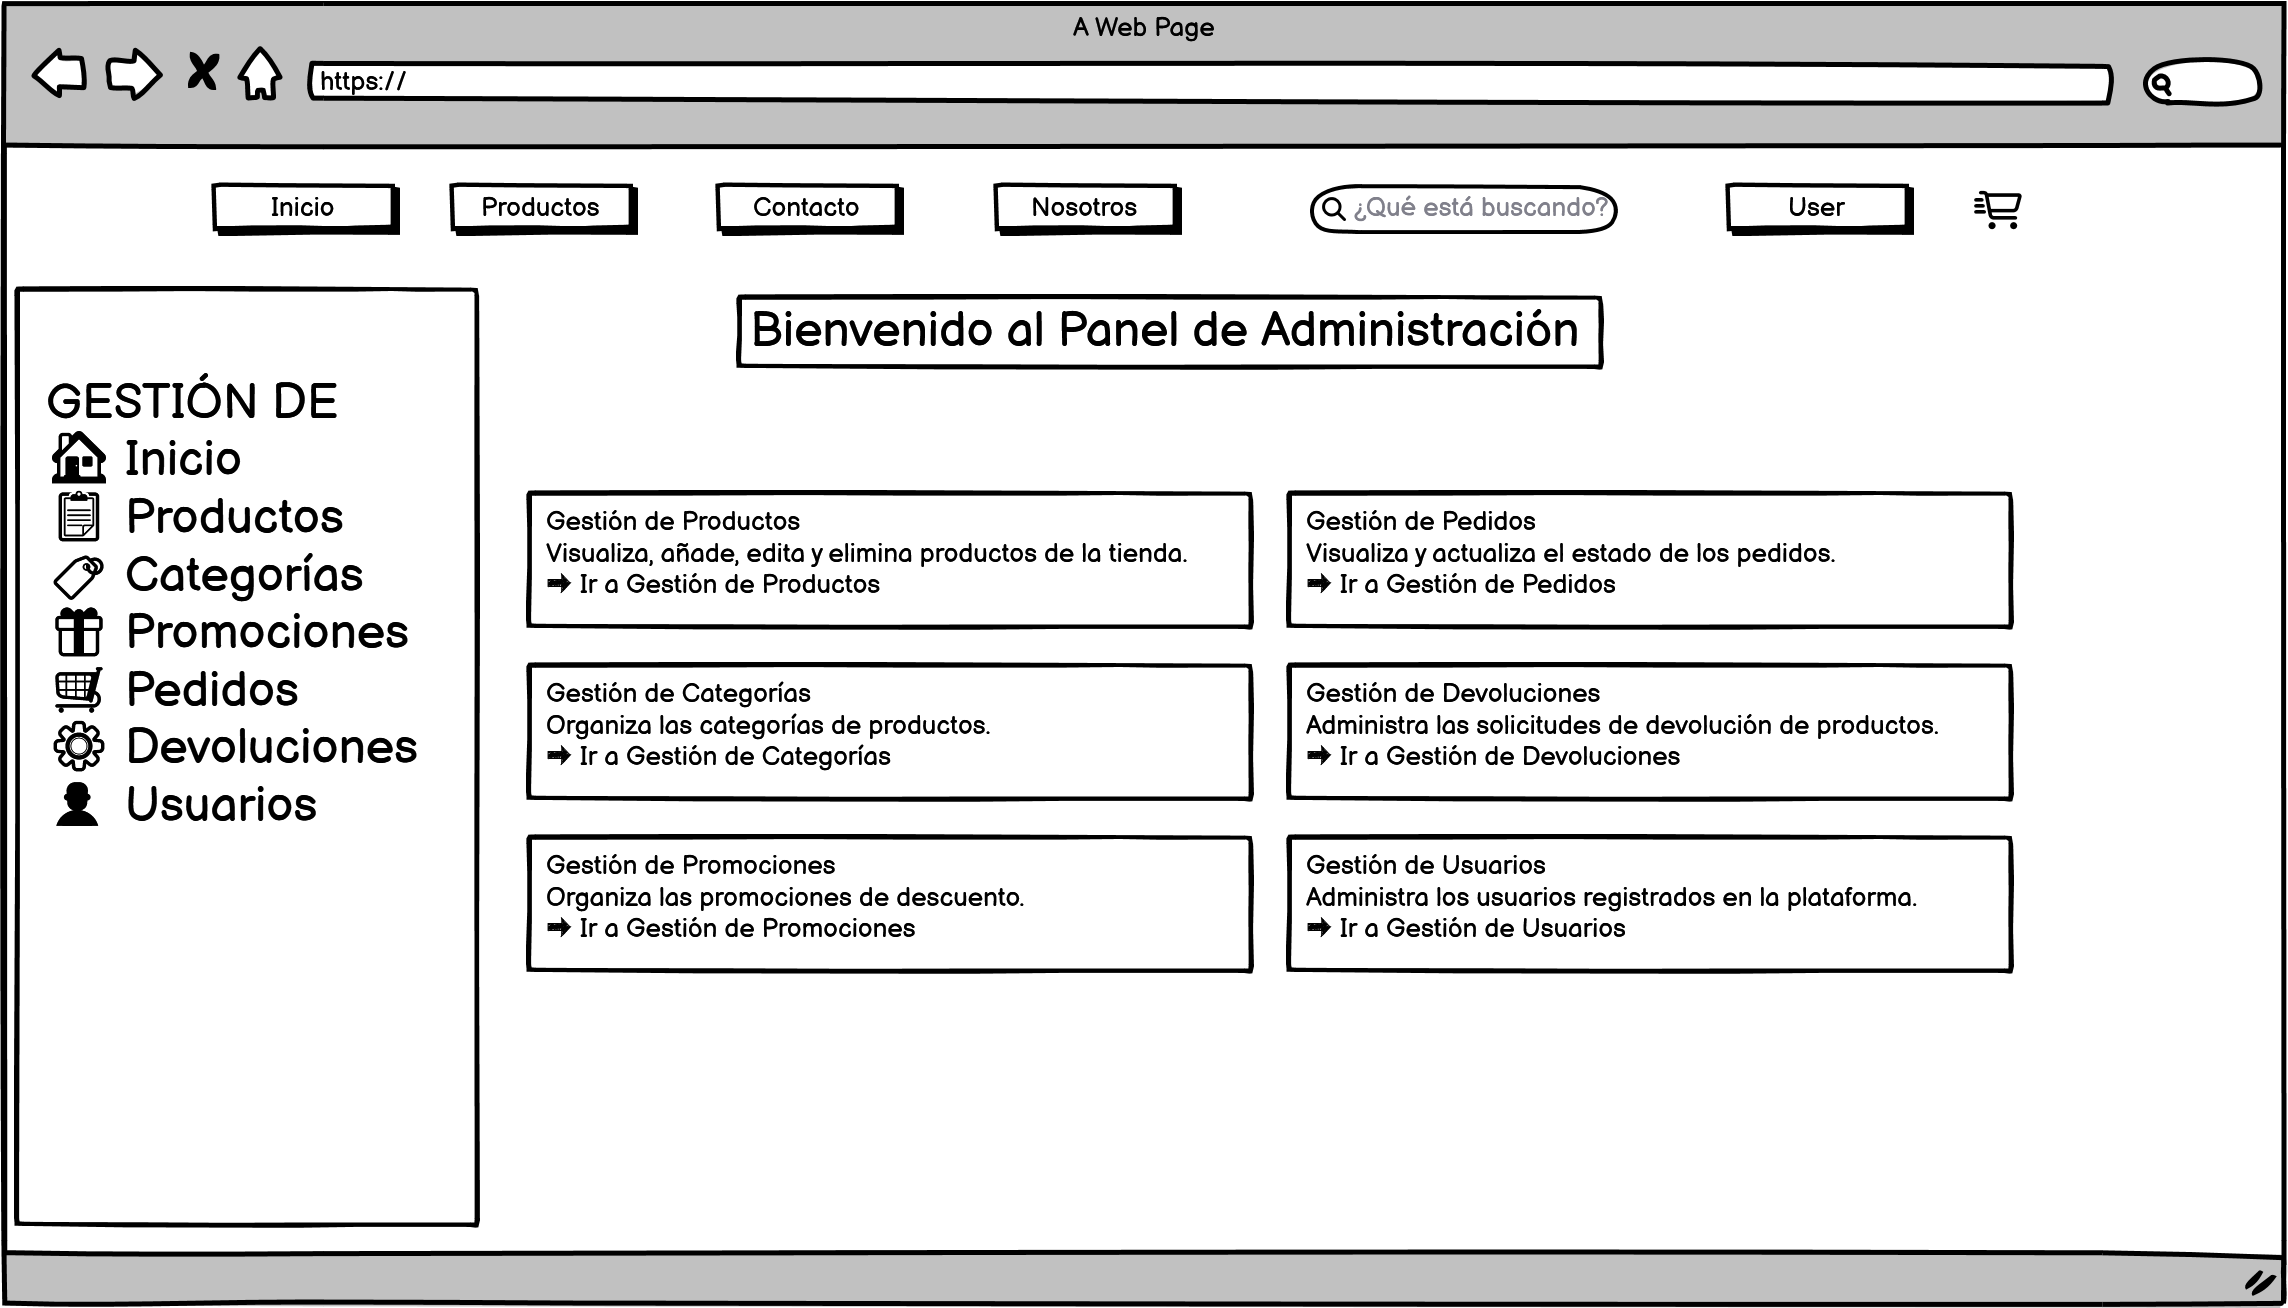 A Web Page
https://
Inicio
Productos
Contacto
Nosotros
¿Qué está buscando?
User
Bienvenido al Panel de Administración
GESTIÓN DE
Inicio
Productos
Categorías
Promociones
Pedidos
Devoluciones
Usuarios
Gestión de Productos
Visualiza, añade, edita y elimina productos de la tienda.
➡ Ir a Gestión de Productos
Gestión de Pedidos
Visualiza y actualiza el estado de los pedidos.
➡ Ir a Gestión de Pedidos
Gestión de Categorías
Organiza las categorías de productos.
➡ Ir a Gestión de Categorías
Gestión de Devoluciones
Administra las solicitudes de devolución de productos.
➡ Ir a Gestión de Devoluciones
Gestión de Promociones
Organiza las promociones de descuento.
➡ Ir a Gestión de Promociones
Gestión de Usuarios
Administra los usuarios registrados en la plataforma.
➡ Ir a Gestión de Usuarios